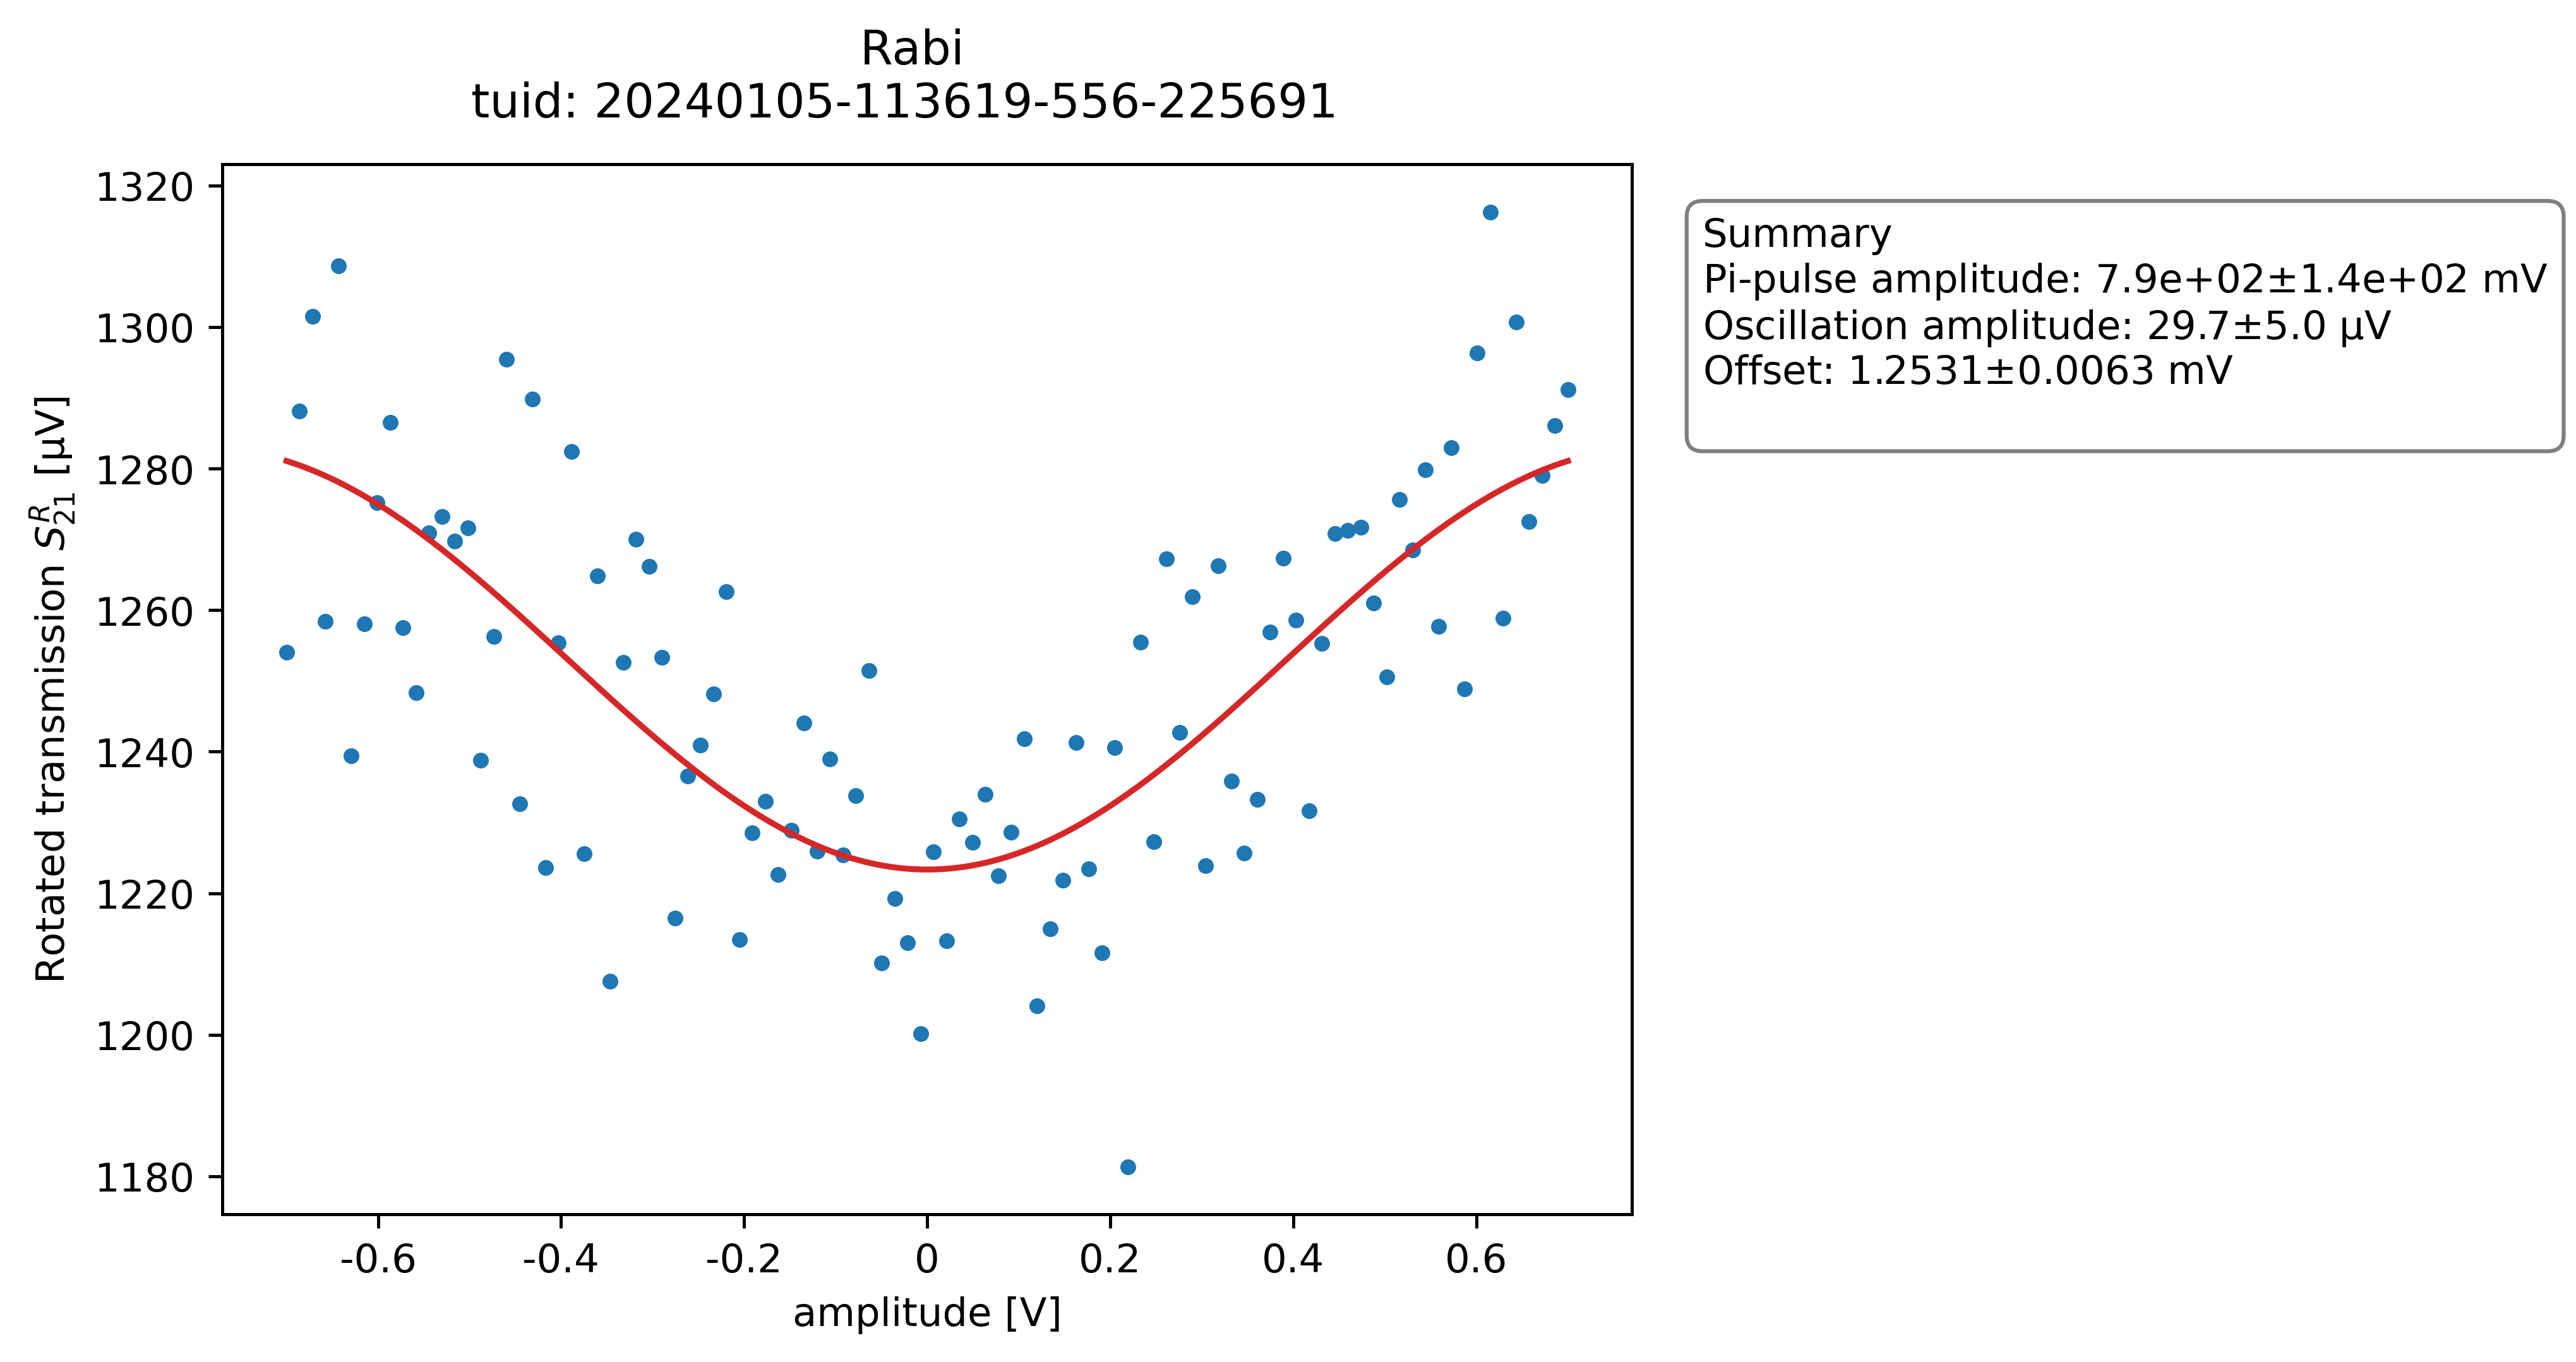 Rabi
tuid: 20240105-113619-556-225691
1320
1300
1280
1260
1240
1220
1200
1180
Rotated transmission $S_{21}^{R}$ [μV]
-0.6
-0.4
-0.2
0
0.2
0.4
0.6
amplitude [V]
Summary
Pi-pulse amplitude: 7.9e+02±1.4e+02 mV
Oscillation amplitude: 29.7±5.0 μV
Offset: 1.2531±0.0063 mV